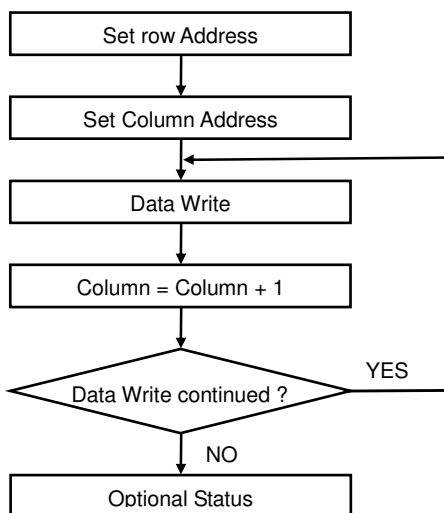 Set row Address
Set Column Address
Data Write
Column = Column + 1
Data Write continued ?
YES
NO
Optional Status